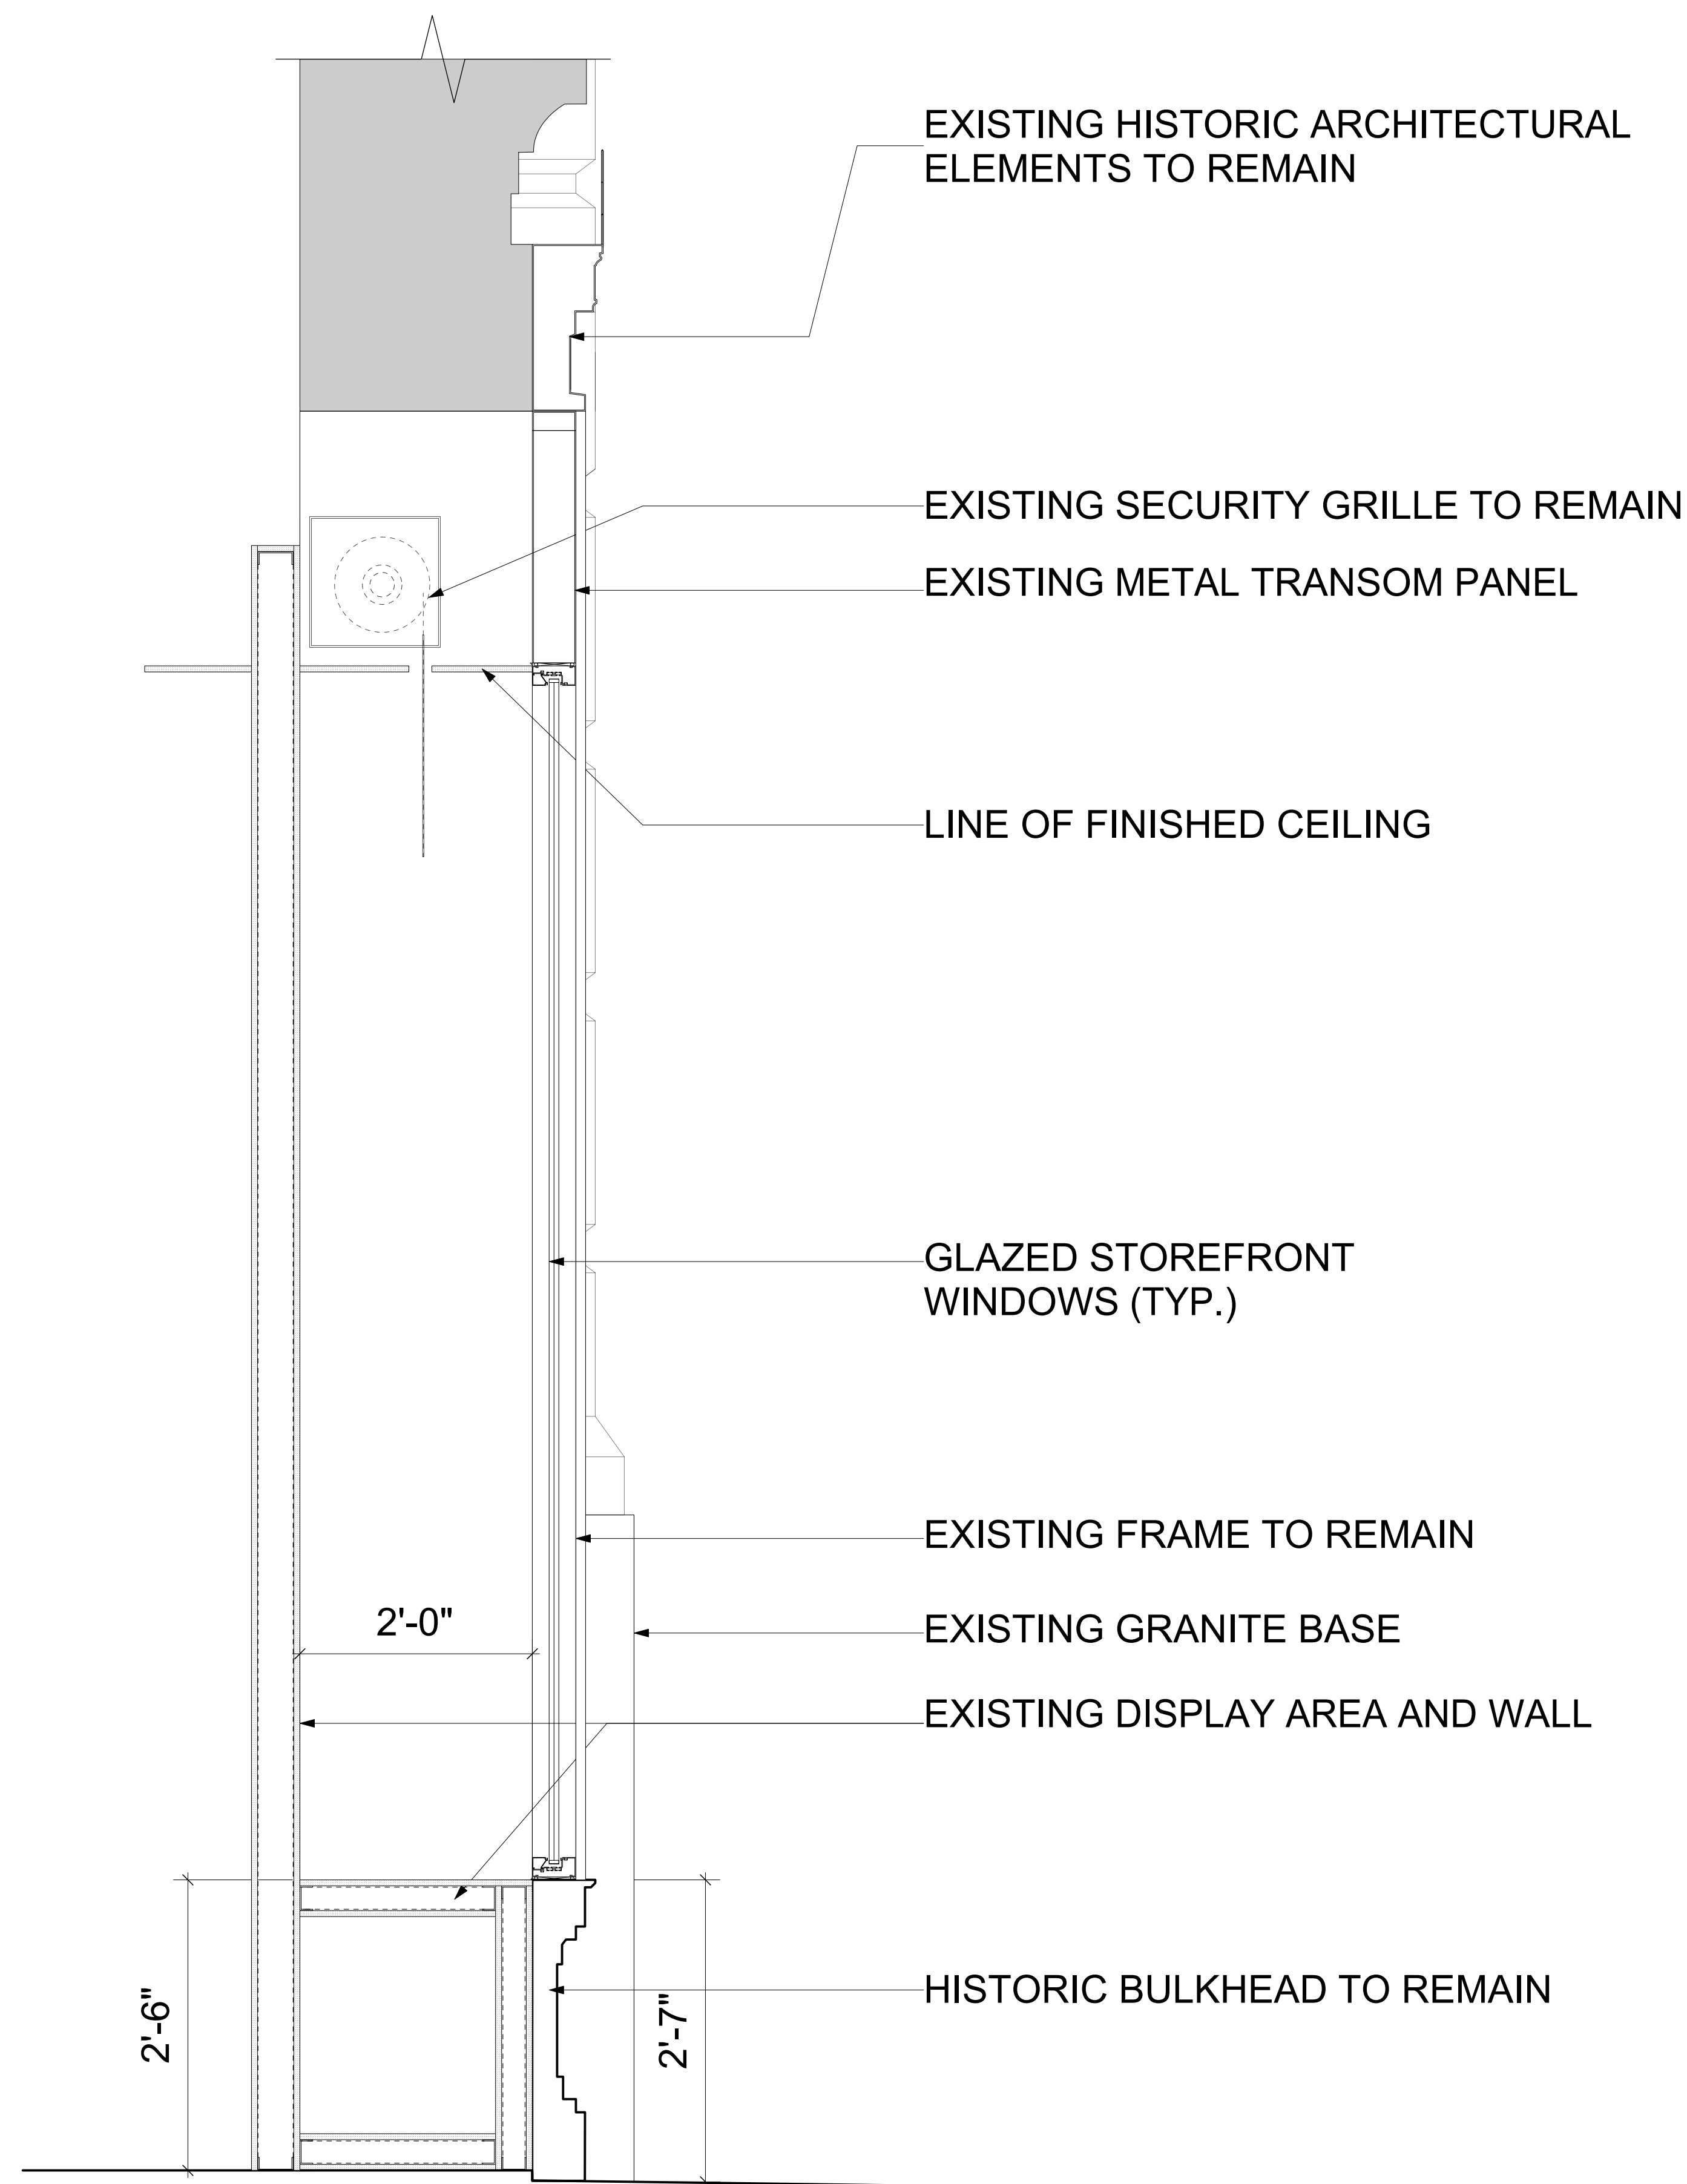 EXISTING HISTORIC ARCHITECTURAL
ELEMENTS TO REMAIN
EXISTING SECURITY GRILLE TO REMAIN
EXISTING METAL TRANSOM PANEL
LINE OF FINISHED CEILING
GLAZED STOREFRONT
WINDOWS (TYP.)
EXISTING FRAME TO REMAIN
2'-0"
EXISTING GRANITE BASE
EXISTING DISPLAY AREA AND WALL
HISTORIC BULKHEAD TO REMAIN
2'-6"
2'-7"